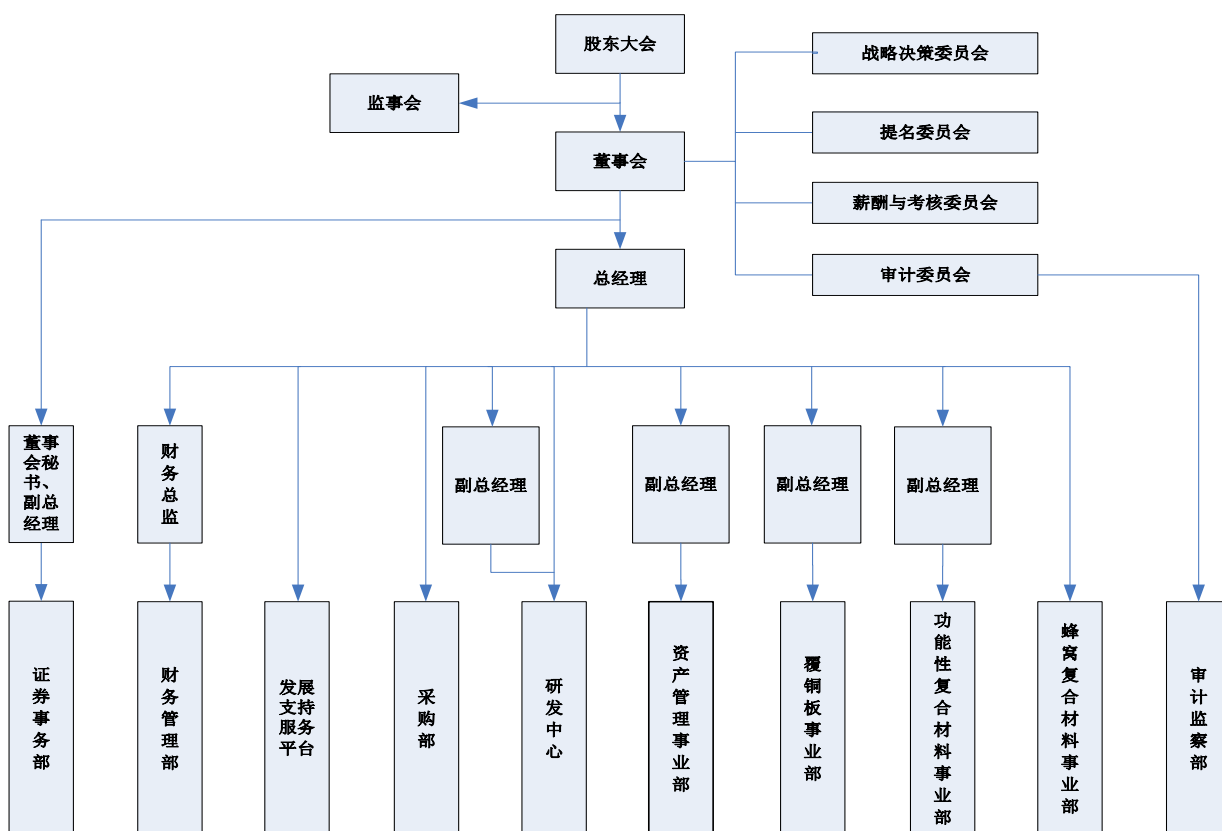 股东大会
战略决策委员会
监事会
提名委员会
董事会
薪酬与考核委员会
总经理
审计委员会
董事
会秘
书、
副总
经理
财务总监
副总经理
副总经理
副总经理
副总经理
证券事务部
财务管理部
发展
支持
服务
平台
采购部
研发中心
资产管理事业部
覆铜板事业部
功能性复合材料事业部
蜂窝复合材料事业部
审计监察部